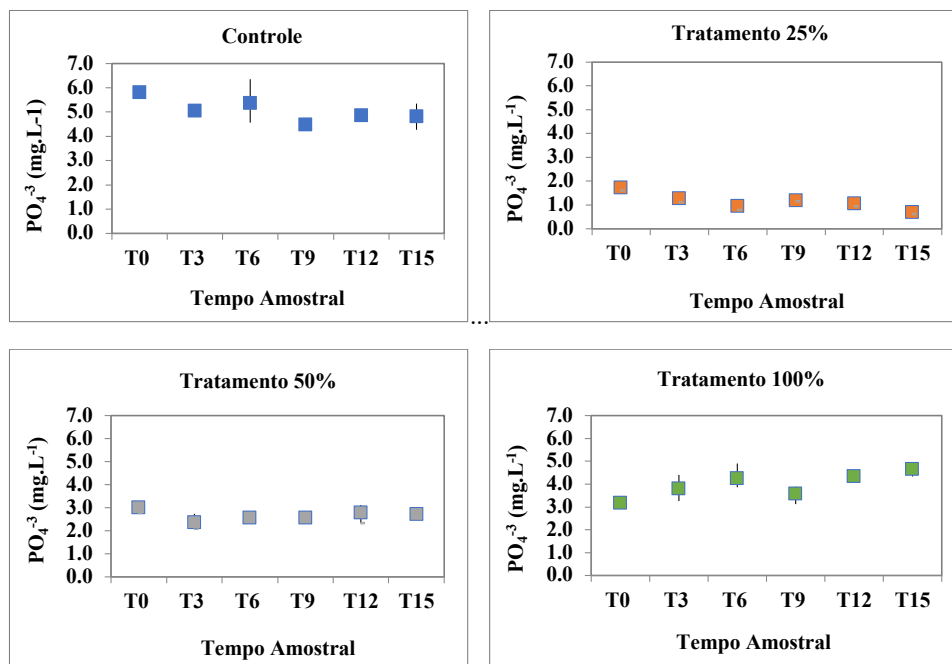 Controle
PO₄⁻³ (mg.L-1)
7.0
6.0
5.0
4.0
3.0
2.0
1.0
0.0
T0 T3 T6 T9 T12 T15
Tempo Amostral
Tratamento 25%
PO₄⁻³ (mg.L⁻¹)
7.0
6.0
5.0
4.0
3.0
2.0
1.0
0.0
T0 T3 T6 T9 T12 T15
Tempo Amostral
...
Tratamento 50%
PO₄⁻³ (mg.L⁻¹)
7.0
6.0
5.0
4.0
3.0
2.0
1.0
0.0
T0 T3 T6 T9 T12 T15
Tempo Amostral
Tratamento 100%
PO₄⁻³ (mg.L⁻¹)
7.0
6.0
5.0
4.0
3.0
2.0
1.0
0.0
T0 T3 T6 T9 T12 T15
Tempo Amostral